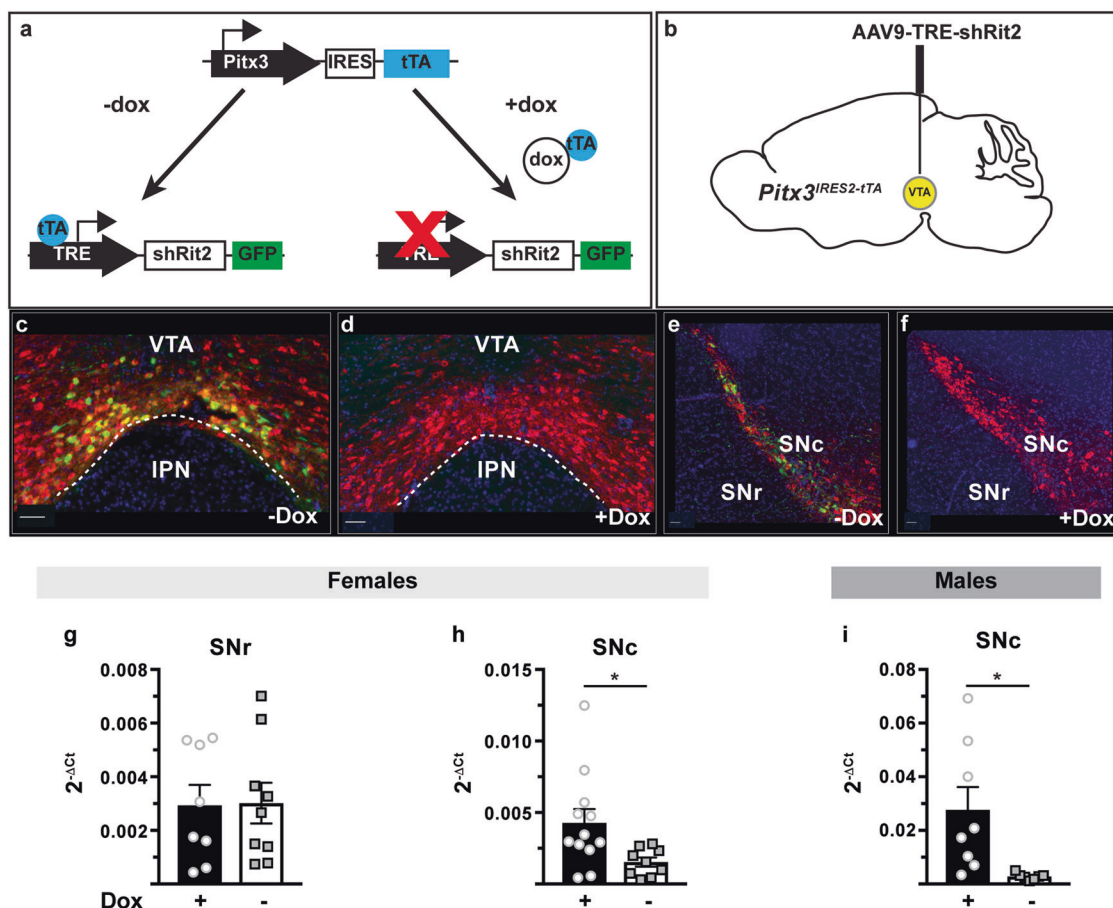 a
Pitx3 IRES tTA
-dox
+dox
dox tTA
tTA
TRE shRit2 GFP
TRE shRit2 GFP
b
AAV9-TRE-shRit2
Pitx3IRES2-tTA
VTA
c
VTA
IPN
-Dox
d
VTA
IPN
+Dox
e
SNc
SNr
-Dox
f
SNc
SNr
+Dox
Females
Males
g
SNr
0.008
0.006
0.004
0.002
2-ΔCt
Dox + -
h
SNc
*
0.015
0.010
0.005
2-ΔCt
+ -
i
SNc
*
0.08
0.06
0.04
0.02
2-ΔCt
+ -